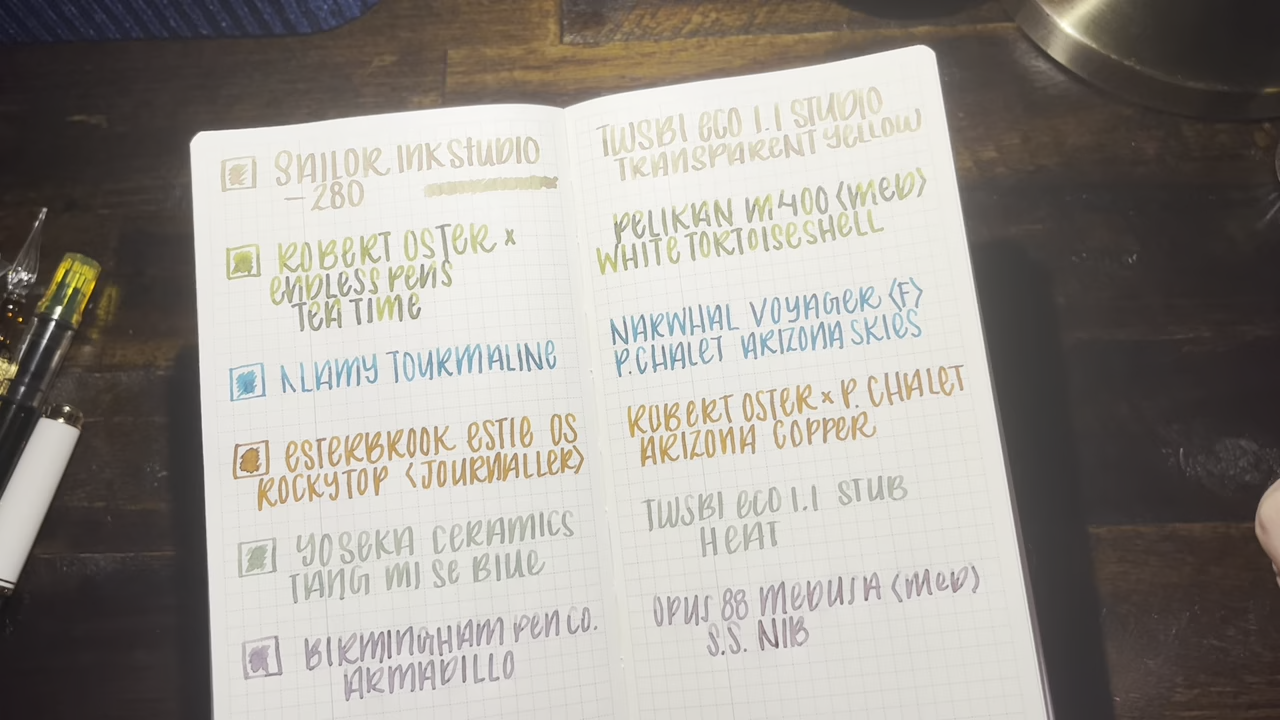 SAILOR INK STUDIO
-280
ROBERT OSTER x
ENDLESS PENS
TEA TIME
LAMY TOURMALINE
ESTERBROOK ESTIE OS
ROCKYTOP <JOURNALLER>
YOSEKA CERAMICS
TANG MI SE BLUE
BIRMINGHAM PEN CO.
ARMADILLO
TWSBI ECO 1.1 STUDIO
TRANSPARENT YELLOW
PELIKAN M400 <MED>
WHITE TORTOISESHELL
NARWHAL VOYAGER <F>
P.CHALET ARIZONA SKIES
ROBERT OSTER x P. CHALET
ARIZONA COPPER
TWSBI ECO 1.1 STUB
HEAT
OPUS 88 MEDUSA <MED>
S.S. NIB